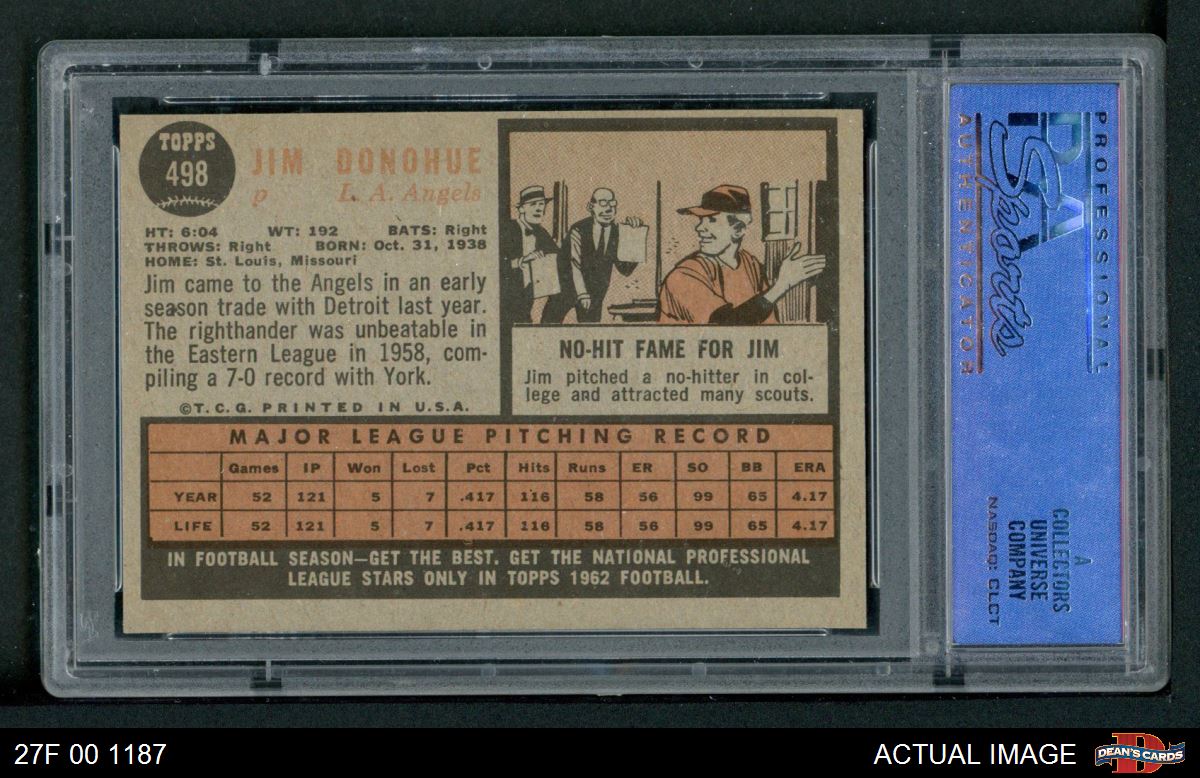 TOPPS
498
JIM DONOHUE
p L. A. Angels
HT: 6:04 WT: 192 BATS: Right
THROWS: Right BORN: Oct. 31, 1938
HOME: St. Louis, Missouri
Jim came to the Angels in an early
season trade with Detroit last year.
The righthander was unbeatable in
the Eastern League in 1958, com-
piling a 7-0 record with York.
©T. C. G. PRINTED IN U.S.A.
NO-HIT FAME FOR JIM
Jim pitched a no-hitter in col-
lege and attracted many scouts.
MAJOR LEAGUE PITCHING RECORD
Games IP Won Lost Pct Hits Runs ER SO BB ERA
YEAR 52 121 5 7 .417 116 58 56 99 65 4.17
LIFE 52 121 5 7 .417 116 58 56 99 65 4.17
IN FOOTBALL SEASON—GET THE BEST. GET THE NATIONAL PROFESSIONAL
LEAGUE STARS ONLY IN TOPPS 1962 FOOTBALL.
PROFESSIONAL
PSA
Sports
AUTHENTICATOR
A
COLLECTORS
UNIVERSE
COMPANY
NASDAQ: CLCT
27F 00 1187
ACTUAL IMAGE
DEAN'S CARDS